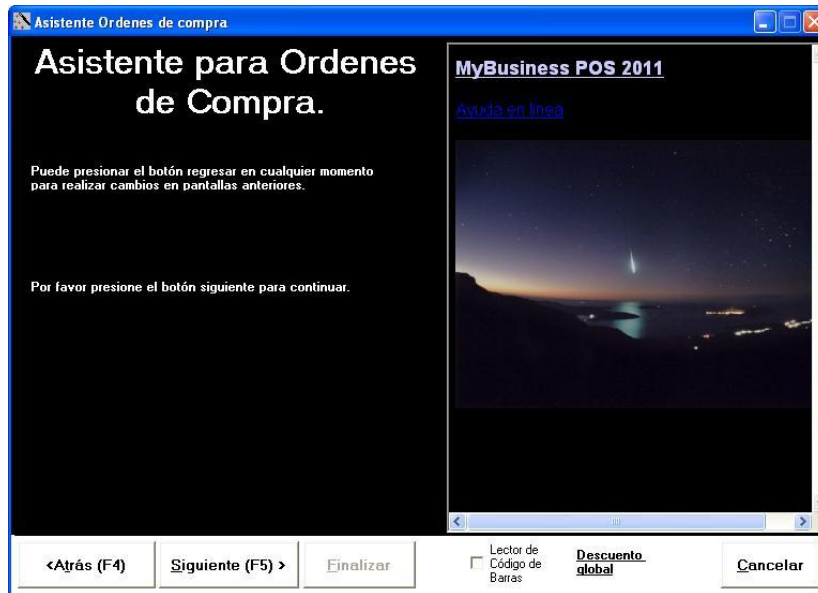 Asistente Ordenes de compra
Asistente para Ordenes
de Compra.
Puede presionar el botón regresar en cualquier momento
para realizar cambios en pantallas anteriores.
Por favor presione el botón siguiente para continuar.
MyBusiness POS 2011
Ayuda en linea
<Atrás (F4)
Siguiente (F5) >
Finalizar
Lector de
Código de
Barras
Descuento
global
Cancelar